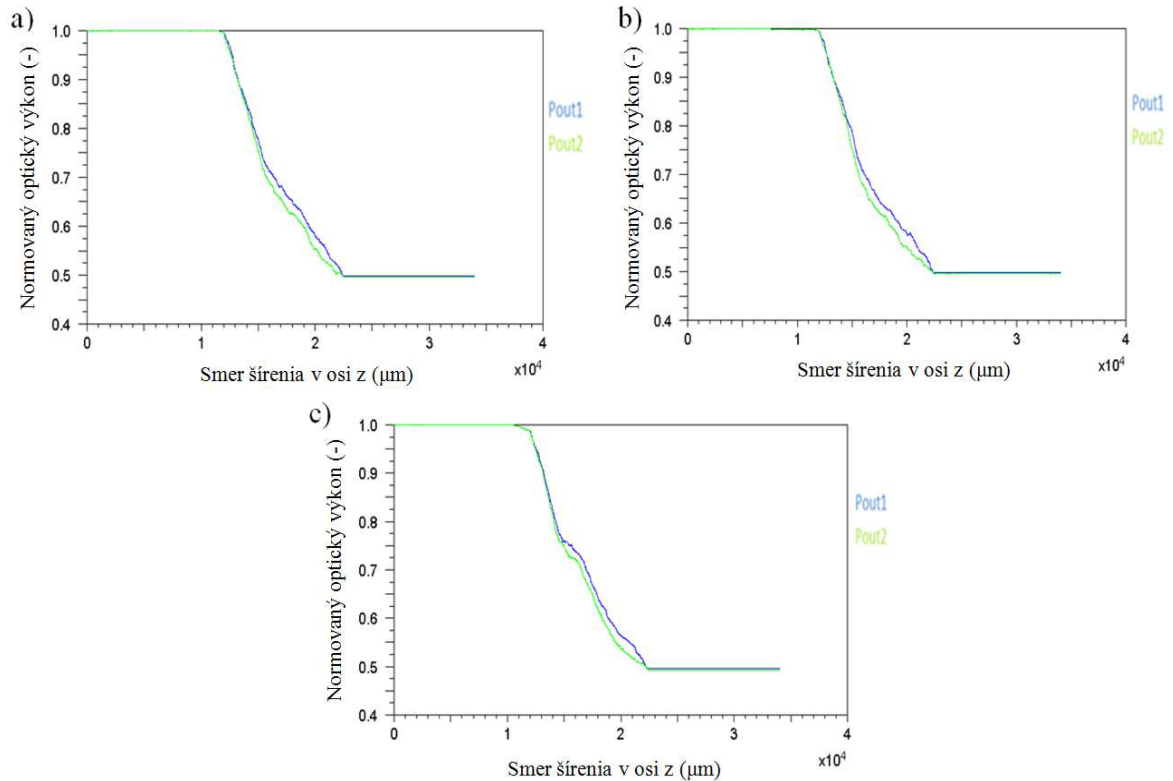 a)
1.0
0.9
0.8
0.7
0.6
0.5
0.4
0
1
2
3
4
x10⁴
Normovaný optický výkon (-)
Smer šírenia v osi z (µm)
Pout1
Pout2
b)
1.0
0.9
0.8
0.7
0.6
0.5
0.4
0
1
2
3
4
x10⁴
Normovaný optický výkon (-)
Smer šírenia v osi z (µm)
Pout1
Pout2
c)
1.0
0.9
0.8
0.7
0.6
0.5
0.4
0
1
2
3
4
x10⁴
Normovaný optický výkon (-)
Smer šírenia v osi z (µm)
Pout1
Pout2